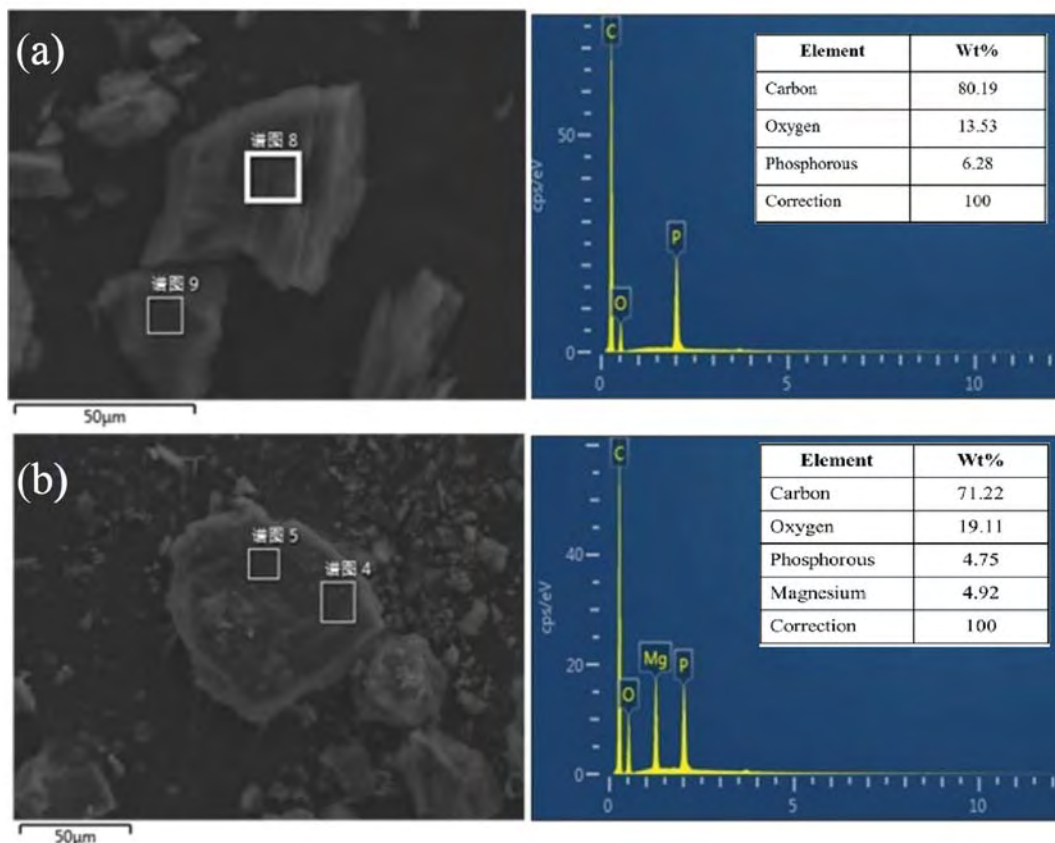 (a)
谱图 8
谱图 9
50μm
C
O
P
50
0
cps/eV
0 5 10
Element Wt%
Carbon 80.19
Oxygen 13.53
Phosphorous 6.28
Correction 100
(b)
谱图 5
谱图 4
50μm
C
O
Mg
P
40
20
0
cps/eV
0 5 10
Element Wt%
Carbon 71.22
Oxygen 19.11
Phosphorous 4.75
Magnesium 4.92
Correction 100